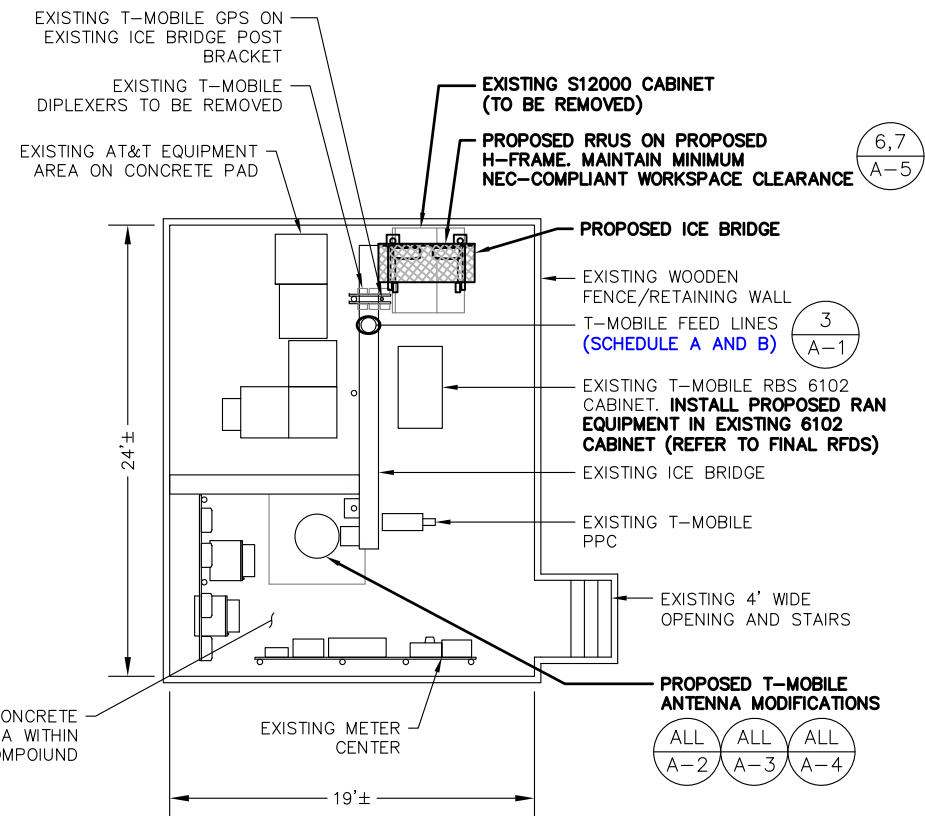 EXISTING T-MOBILE GPS ON
EXISTING ICE BRIDGE POST
BRACKET
EXISTING T-MOBILE
DIPLEXERS TO BE REMOVED
EXISTING AT&T EQUIPMENT
AREA ON CONCRETE PAD
EXISTING S12000 CABINET
(TO BE REMOVED)
PROPOSED RRUS ON PROPOSED
H-FRAME. MAINTAIN MINIMUM
NEC-COMPLIANT WORKSPACE CLEARANCE
6,7
A-5
PROPOSED ICE BRIDGE
EXISTING WOODEN
FENCE/RETAINING WALL
T-MOBILE FEED LINES
(SCHEDULE A AND B)
3
A-1
EXISTING T-MOBILE RBS 6102
CABINET. INSTALL PROPOSED RAN
EQUIPMENT IN EXISTING 6102
CABINET (REFER TO FINAL RFDS)
EXISTING ICE BRIDGE
EXISTING T-MOBILE
PPC
EXISTING 4' WIDE
OPENING AND STAIRS
PROPOSED T-MOBILE
ANTENNA MODIFICATIONS
ALL
A-2
ALL
A-3
ALL
A-4
24'±
CONCRETE
A WITHIN
OMPOIUND
EXISTING METER
CENTER
19'±